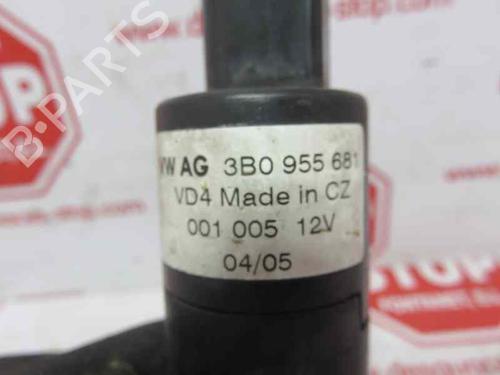 VW AG 3B0 955 681
VD4 Made in CZ
001 005 12V
04/05
B-Parts
STOP